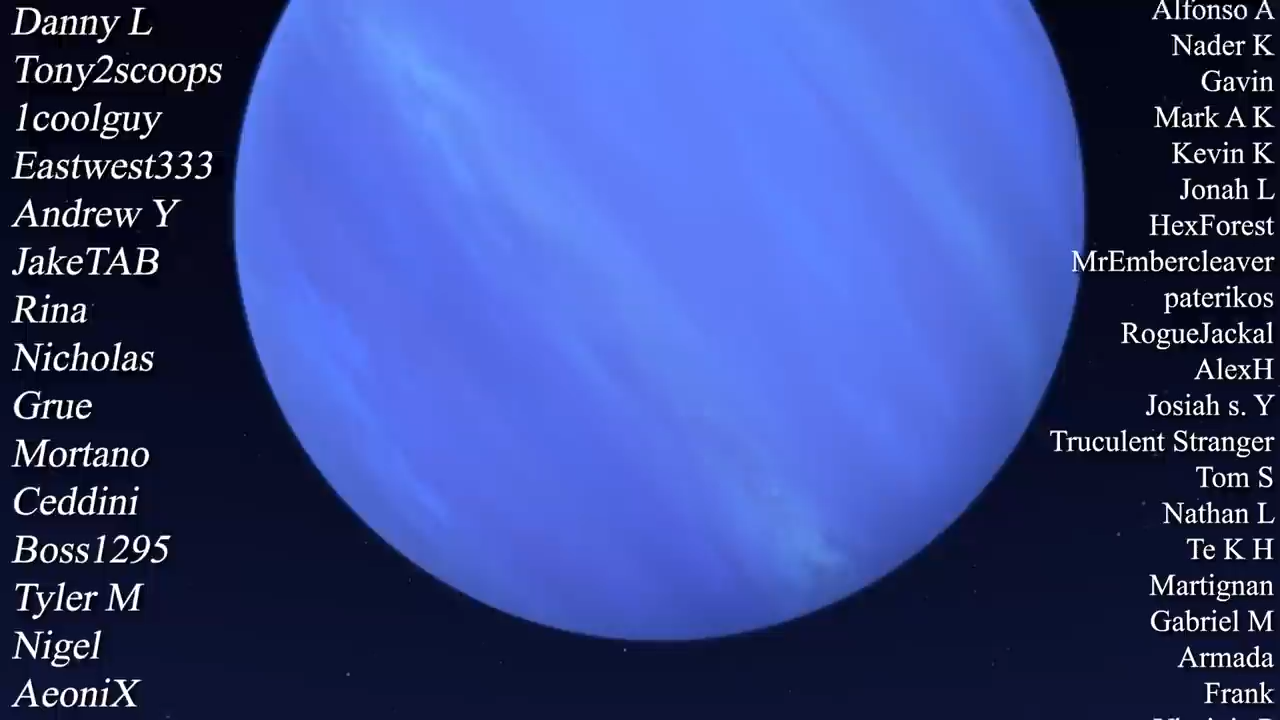 Danny L
Tony2scoops
1coolguy
Eastwest333
Andrew Y
JakeTAB
Rina
Nicholas
Grue
Mortano
Ceddini
Boss1295
Tyler M
Nigel
AeoniX
Alfonso A
Nader K
Gavin
Mark A K
Kevin K
Jonah L
HexForest
MrEmbercleaver
paterikos
RogueJackal
AlexH
Josiah s. Y
Truculent Stranger
Tom S
Nathan L
Te K H
Martignan
Gabriel M
Armada
Frank